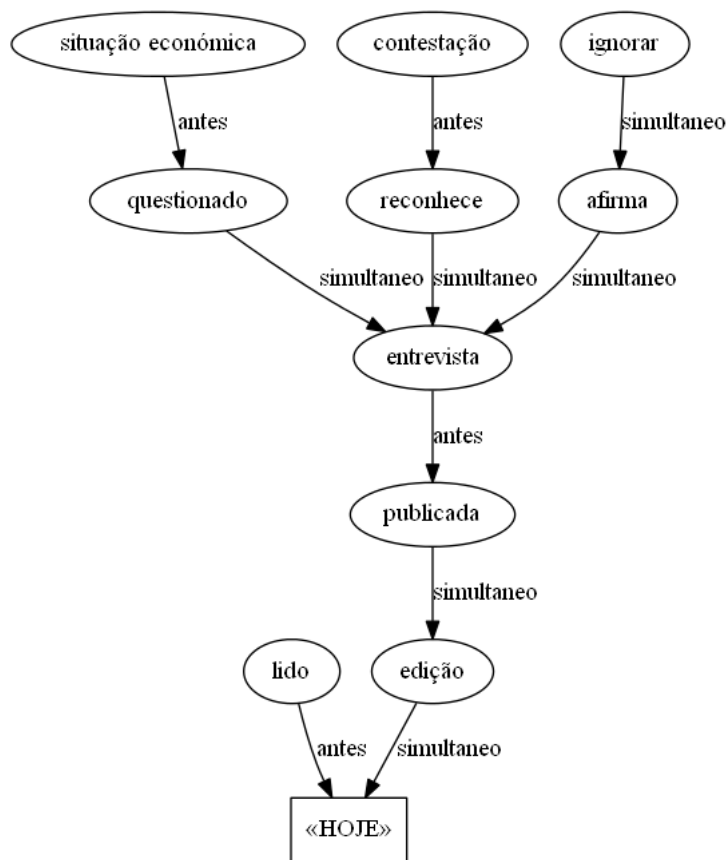 situação económica
contestação
ignorar
antes
antes
simultaneo
questionado
reconhece
afirma
simultaneo
simultaneo
simultaneo
entrevista
antes
publicada
simultaneo
lido
edição
antes
simultaneo
«HOJE»